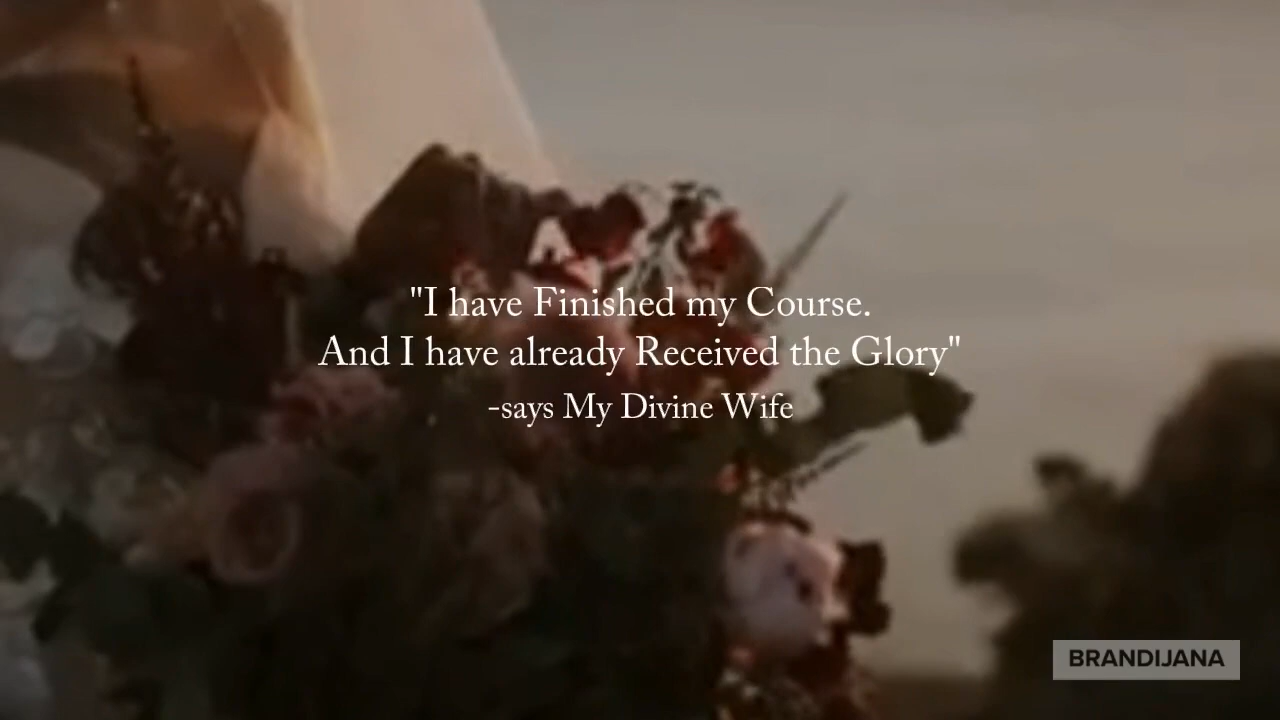 "I have Finished my Course.
And I have already Received the Glory"
-says My Divine Wife
BRANDIJANA